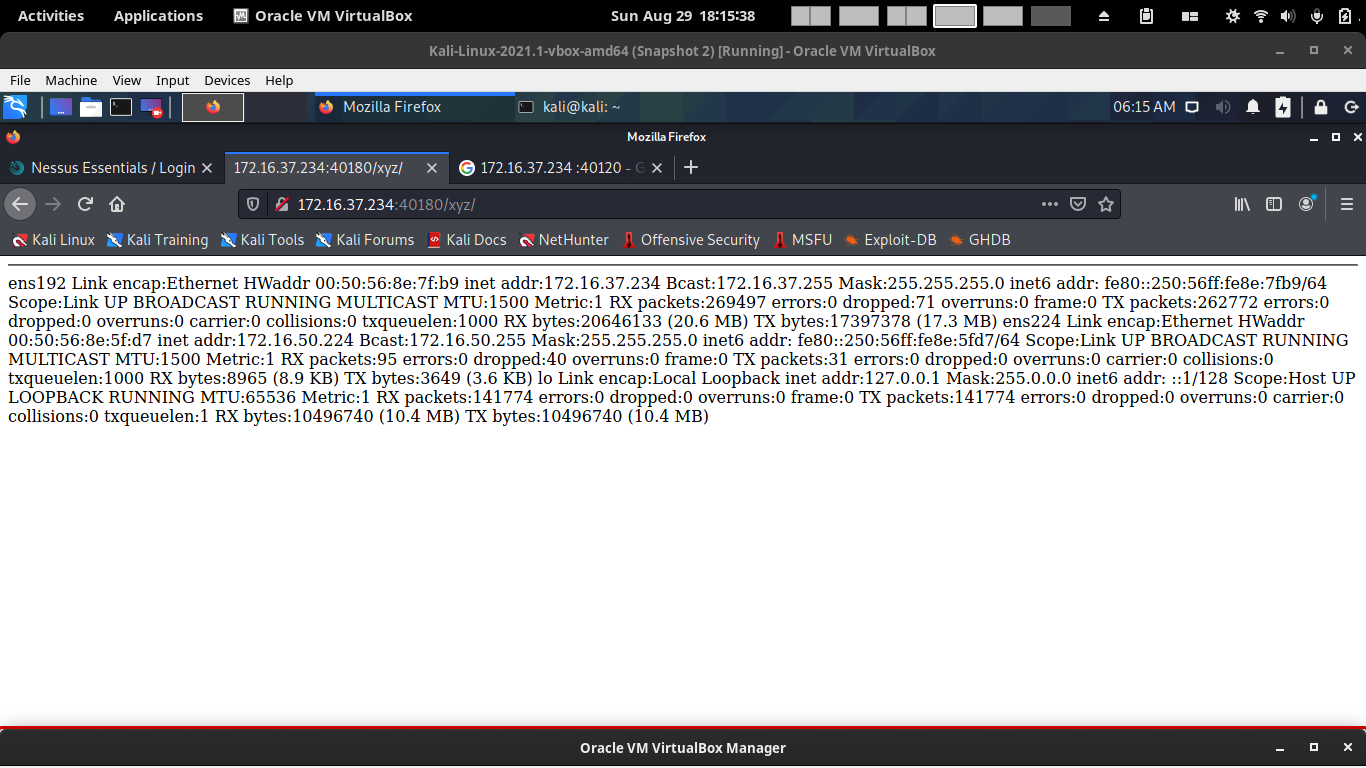 Activities Applications Oracle VM VirtualBox Sun Aug 29 18:15:38
Kali-Linux-2021.1-vbox-amd64 (Snapshot 2) [Running] - Oracle VM VirtualBox
File Machine View Input Devices Help
Mozilla Firefox kali@kali: ~ 06:15 AM
Mozilla Firefox
Nessus Essentials / Login 172.16.37.234:40180/xyz/ 172.16.37.234 :40120 - G
172.16.37.234:40180/xyz/
Kali Linux Kali Training Kali Tools Kali Forums Kali Docs NetHunter Offensive Security MSFU Exploit-DB GHDB
ens192 Link encap:Ethernet HWaddr 00:50:56:8e:7f:b9 inet addr:172.16.37.234 Bcast:172.16.37.255 Mask:255.255.255.0 inet6 addr: fe80::250:56ff:fe8e:7fb9/64
Scope:Link UP BROADCAST RUNNING MULTICAST MTU:1500 Metric:1 RX packets:269497 errors:0 dropped:71 overruns:0 frame:0 TX packets:262772 errors:0
dropped:0 overruns:0 carrier:0 collisions:0 txqueuelen:1000 RX bytes:20646133 (20.6 MB) TX bytes:17397378 (17.3 MB) ens224 Link encap:Ethernet HWaddr
00:50:56:8e:5f:d7 inet addr:172.16.50.224 Bcast:172.16.50.255 Mask:255.255.255.0 inet6 addr: fe80::250:56ff:fe8e:5fd7/64 Scope:Link UP BROADCAST RUNNING
MULTICAST MTU:1500 Metric:1 RX packets:95 errors:0 dropped:40 overruns:0 frame:0 TX packets:31 errors:0 dropped:0 overruns:0 carrier:0 collisions:0
txqueuelen:1000 RX bytes:8965 (8.9 KB) TX bytes:3649 (3.6 KB) lo Link encap:Local Loopback inet addr:127.0.0.1 Mask:255.0.0.0 inet6 addr: ::1/128 Scope:Host UP
LOOPBACK RUNNING MTU:65536 Metric:1 RX packets:141774 errors:0 dropped:0 overruns:0 frame:0 TX packets:141774 errors:0 dropped:0 overruns:0 carrier:0
collisions:0 txqueuelen:1 RX bytes:10496740 (10.4 MB) TX bytes:10496740 (10.4 MB)
Oracle VM VirtualBox Manager